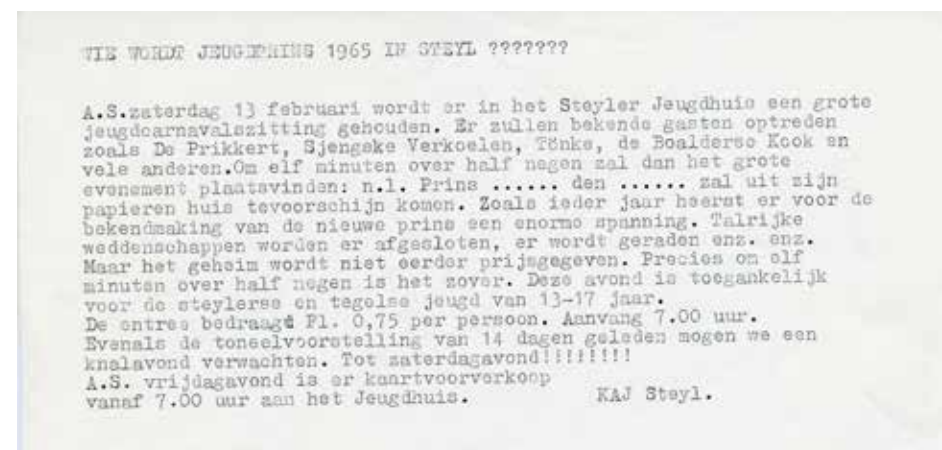 WIE WORDT JEUGDPRINS 1965 IN STEYL ???????
A.S.zaterdag 13 februari wordt er in het Steyler Jeugdhuis een grote
jeugdcarnavalszitting gehouden. Er zullen bekende gasten optreden
zoals De Prikkert, Sjengske Verkoelen, Tönke, de Boalderse Kook en
vele anderen.Om elf minuten over half negen zal dan het grote
evenement plaatsvinden: n.l. Prins ...... den ...... zal uit zijn
papieren huis tevoorschijn komen. Zoals ieder jaar heerst er voor de
bekendmaking van de nieuwe prins een enorme spanning. Talrijke
weddenschappen worden er afgesloten, er wordt geraden enz. enz.
Maar het geheim wordt niet eerder prijsgegeven. Precies om elf
minuten over half negen is het zover. Deze avond is toegankelijk
voor de steylerse en tegelse jeugd van 13-17 jaar.
De entree bedraagt Fl. 0,75 per persoon. Aanvang 7.00 uur.
Evenals de toneelvoorstelling van 14 dagen geleden mogen we een
knalavond verwachten. Tot zaterdagavond!!!!!!!!
A.S. vrijdagavond is er kaartvoorverkoop
vanaf 7.00 uur aan het Jeugdhuis. KAJ Steyl.